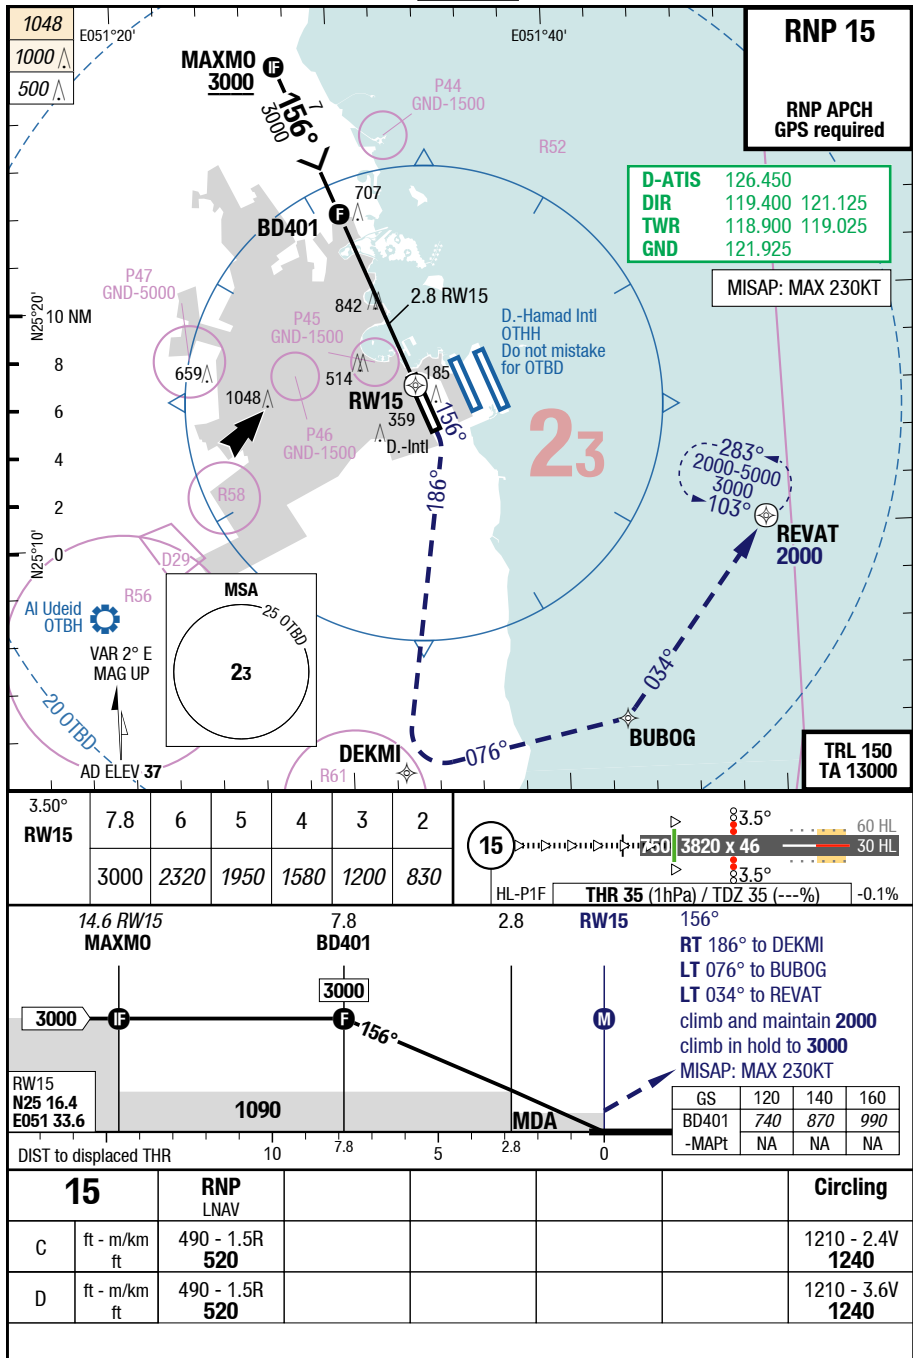 1048
1000
500
E051°20'
E051°40'
RNP 15
RNP APCH
GPS required
MAXMO
3000
IF
156°
7
3000
P44
GND-1500
R52
D-ATIS 126.450
DIR 119.400 121.125
TWR 118.900 119.025
GND 121.925
MISAP: MAX 230KT
707
F
BD401
P47
GND-5000
842
2.8 RW15
N25°20'
10 NM
8
6
4
2
0
P45
GND-1500
D.-Hamad Intl
OTHH
Do not mistake
for OTBD
659
514
185
1048
RW15
359
156°
P46
GND-1500
D.-Intl
23
186°
283°
2000-5000
3000
103°
R58
REVAT
2000
N25°10'
D29
R56
Al Udeid
OTBH
MSA
25 OTBD
23
VAR 2° E
MAG UP
034°
20 OTBD
BUBOG
DEKMI
076°
AD ELEV 37
R61
TRL 150
TA 13000
3.50°
RW15
7.8 6 5 4 3 2
3000 2320 1950 1580 1200 830
15
3.5°
60 HL
760 3820 x 46
30 HL
3.5°
HL-P1F
THR 35 (1hPa) / TDZ 35 (---%)
-0.1%
14.6 RW15 7.8 2.8 RW15
MAXMO BD401
156°
RT 186° to DEKMI
LT 076° to BUBOG
LT 034° to REVAT
climb and maintain 2000
climb in hold to 3000
MISAP: MAX 230KT
3000
3000
IF
F
156°
M
RW15
N25 16.4
E051 33.6
1090
MDA
GS 120 140 160
BD401 740 870 990
-MAPt NA NA NA
DIST to displaced THR
10 7.8 5 2.8 0
15 RNP Circling
LNAV
C ft - m/km 490 - 1.5R 1210 - 2.4V
ft 520 1240
D ft - m/km 490 - 1.5R 1210 - 3.6V
ft 520 1240